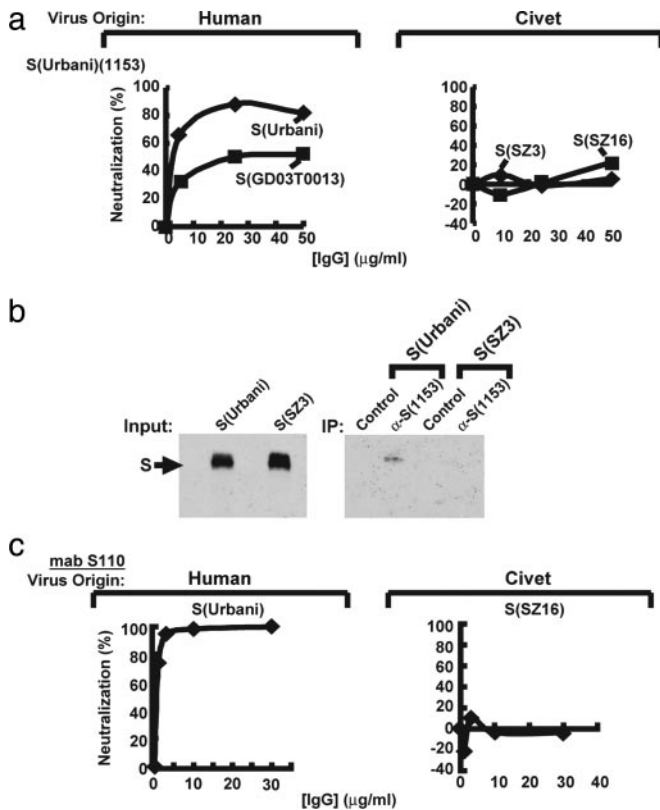 a
Virus Origin: Human Civet
S(Urbani)(1153)
Neutralization (%)
100
80
60
40
20
0
S(Urbani)
S(GD03T0013)
0 10 20 30 40 50
100
80
60
40
20
0
-20
-40
S(SZ3)
S(SZ16)
0 10 20 30 40 50
[IgG] (μg/ml)
b
S(Urbani)
S(SZ3)
Input: S(Urbani) S(SZ3) IP: Control α-S(1153) Control α-S(1153)
S
c
mab S110
Virus Origin: Human Civet
S(Urbani) S(SZ16)
Neutralization (%)
100
80
60
40
20
0
0 10 20 30
100
80
60
40
20
0
-20
-40
0 10 20 30 40
[IgG] (μg/ml)